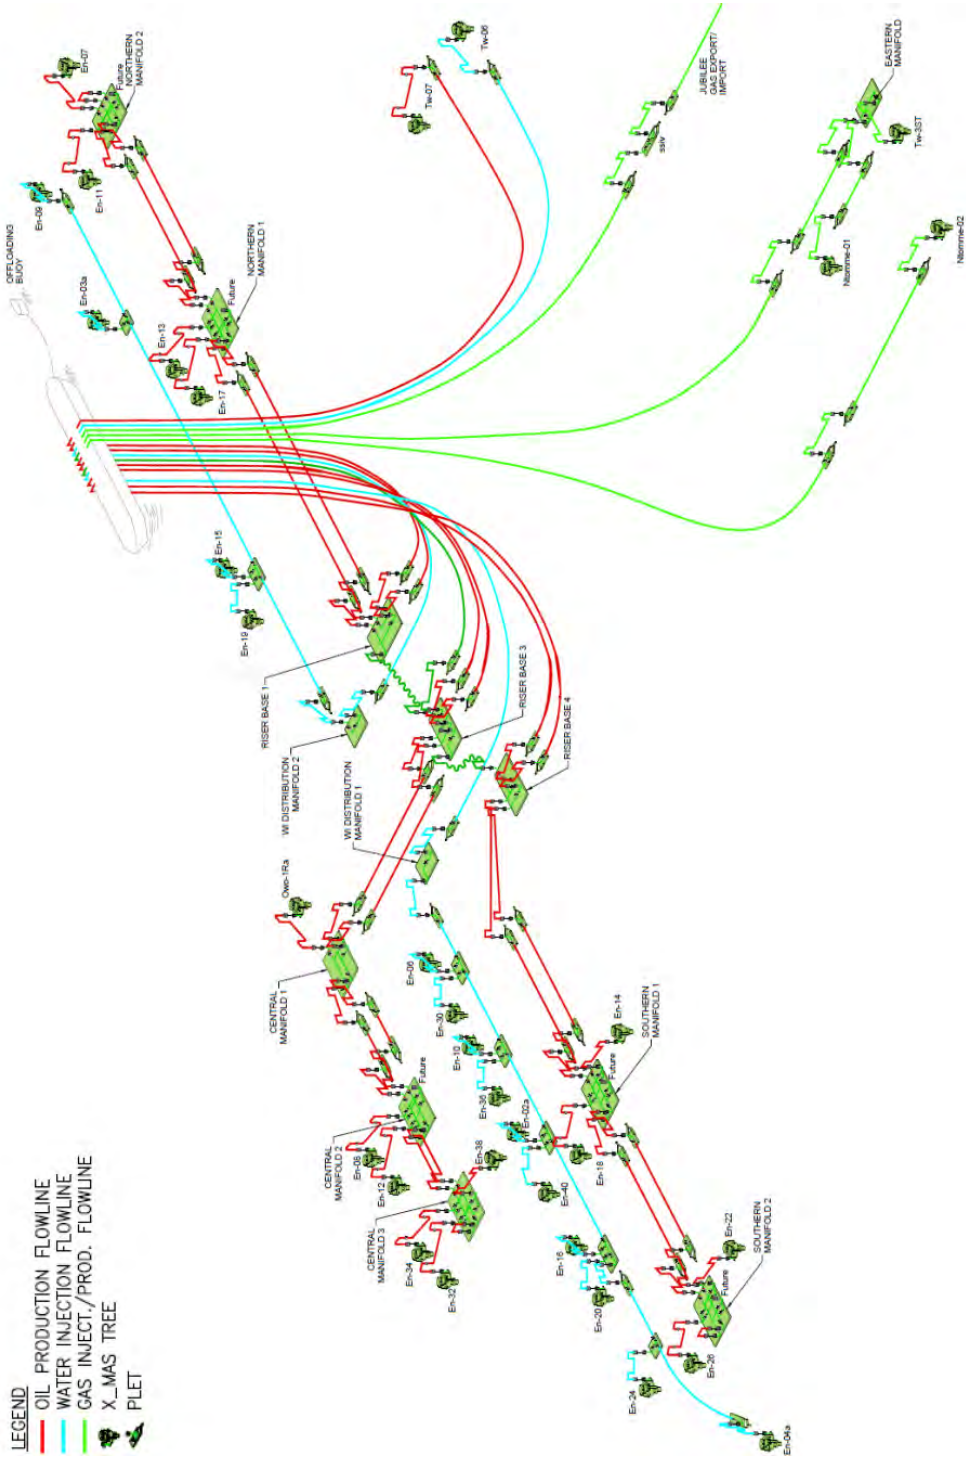 LEGEND
OIL PRODUCTION FLOWLINE
WATER INJECTION FLOWLINE
GAS INJECT./PROD. FLOWLINE
X_MAS TREE
PLET
OFFLOADING
BUOY
En-07
Future
NORTHERN
MANIFOLD 2
En-11
En-09
En-03a
En-13
En-17
Future
NORTHERN
MANIFOLD 1
En-15
En-19
RISER BASE 1
WI DISTRIBUTION
MANIFOLD 2
WI DISTRIBUTION
MANIFOLD 1
RISER BASE 3
RISER BASE 4
Owo-1Ra
CENTRAL
MANIFOLD 1
CENTRAL
MANIFOLD 2
Future
En-08
En-12
CENTRAL
MANIFOLD 3
En-38
En-34
En-32
En-06
En-30
En-10
En-36
En-02a
En-40
En-16
En-20
En-24
En-04a
En-14
Future
SOUTHERN
MANIFOLD 1
En-18
En-22
Future
SOUTHERN
MANIFOLD 2
En-26
Tw-06
Tw-07
JUBILEE
GAS EXPORT/
IMPORT
ssiv
EASTERN
MANIFOLD
Tw-3ST
Ntomme-01
Ntomme-02